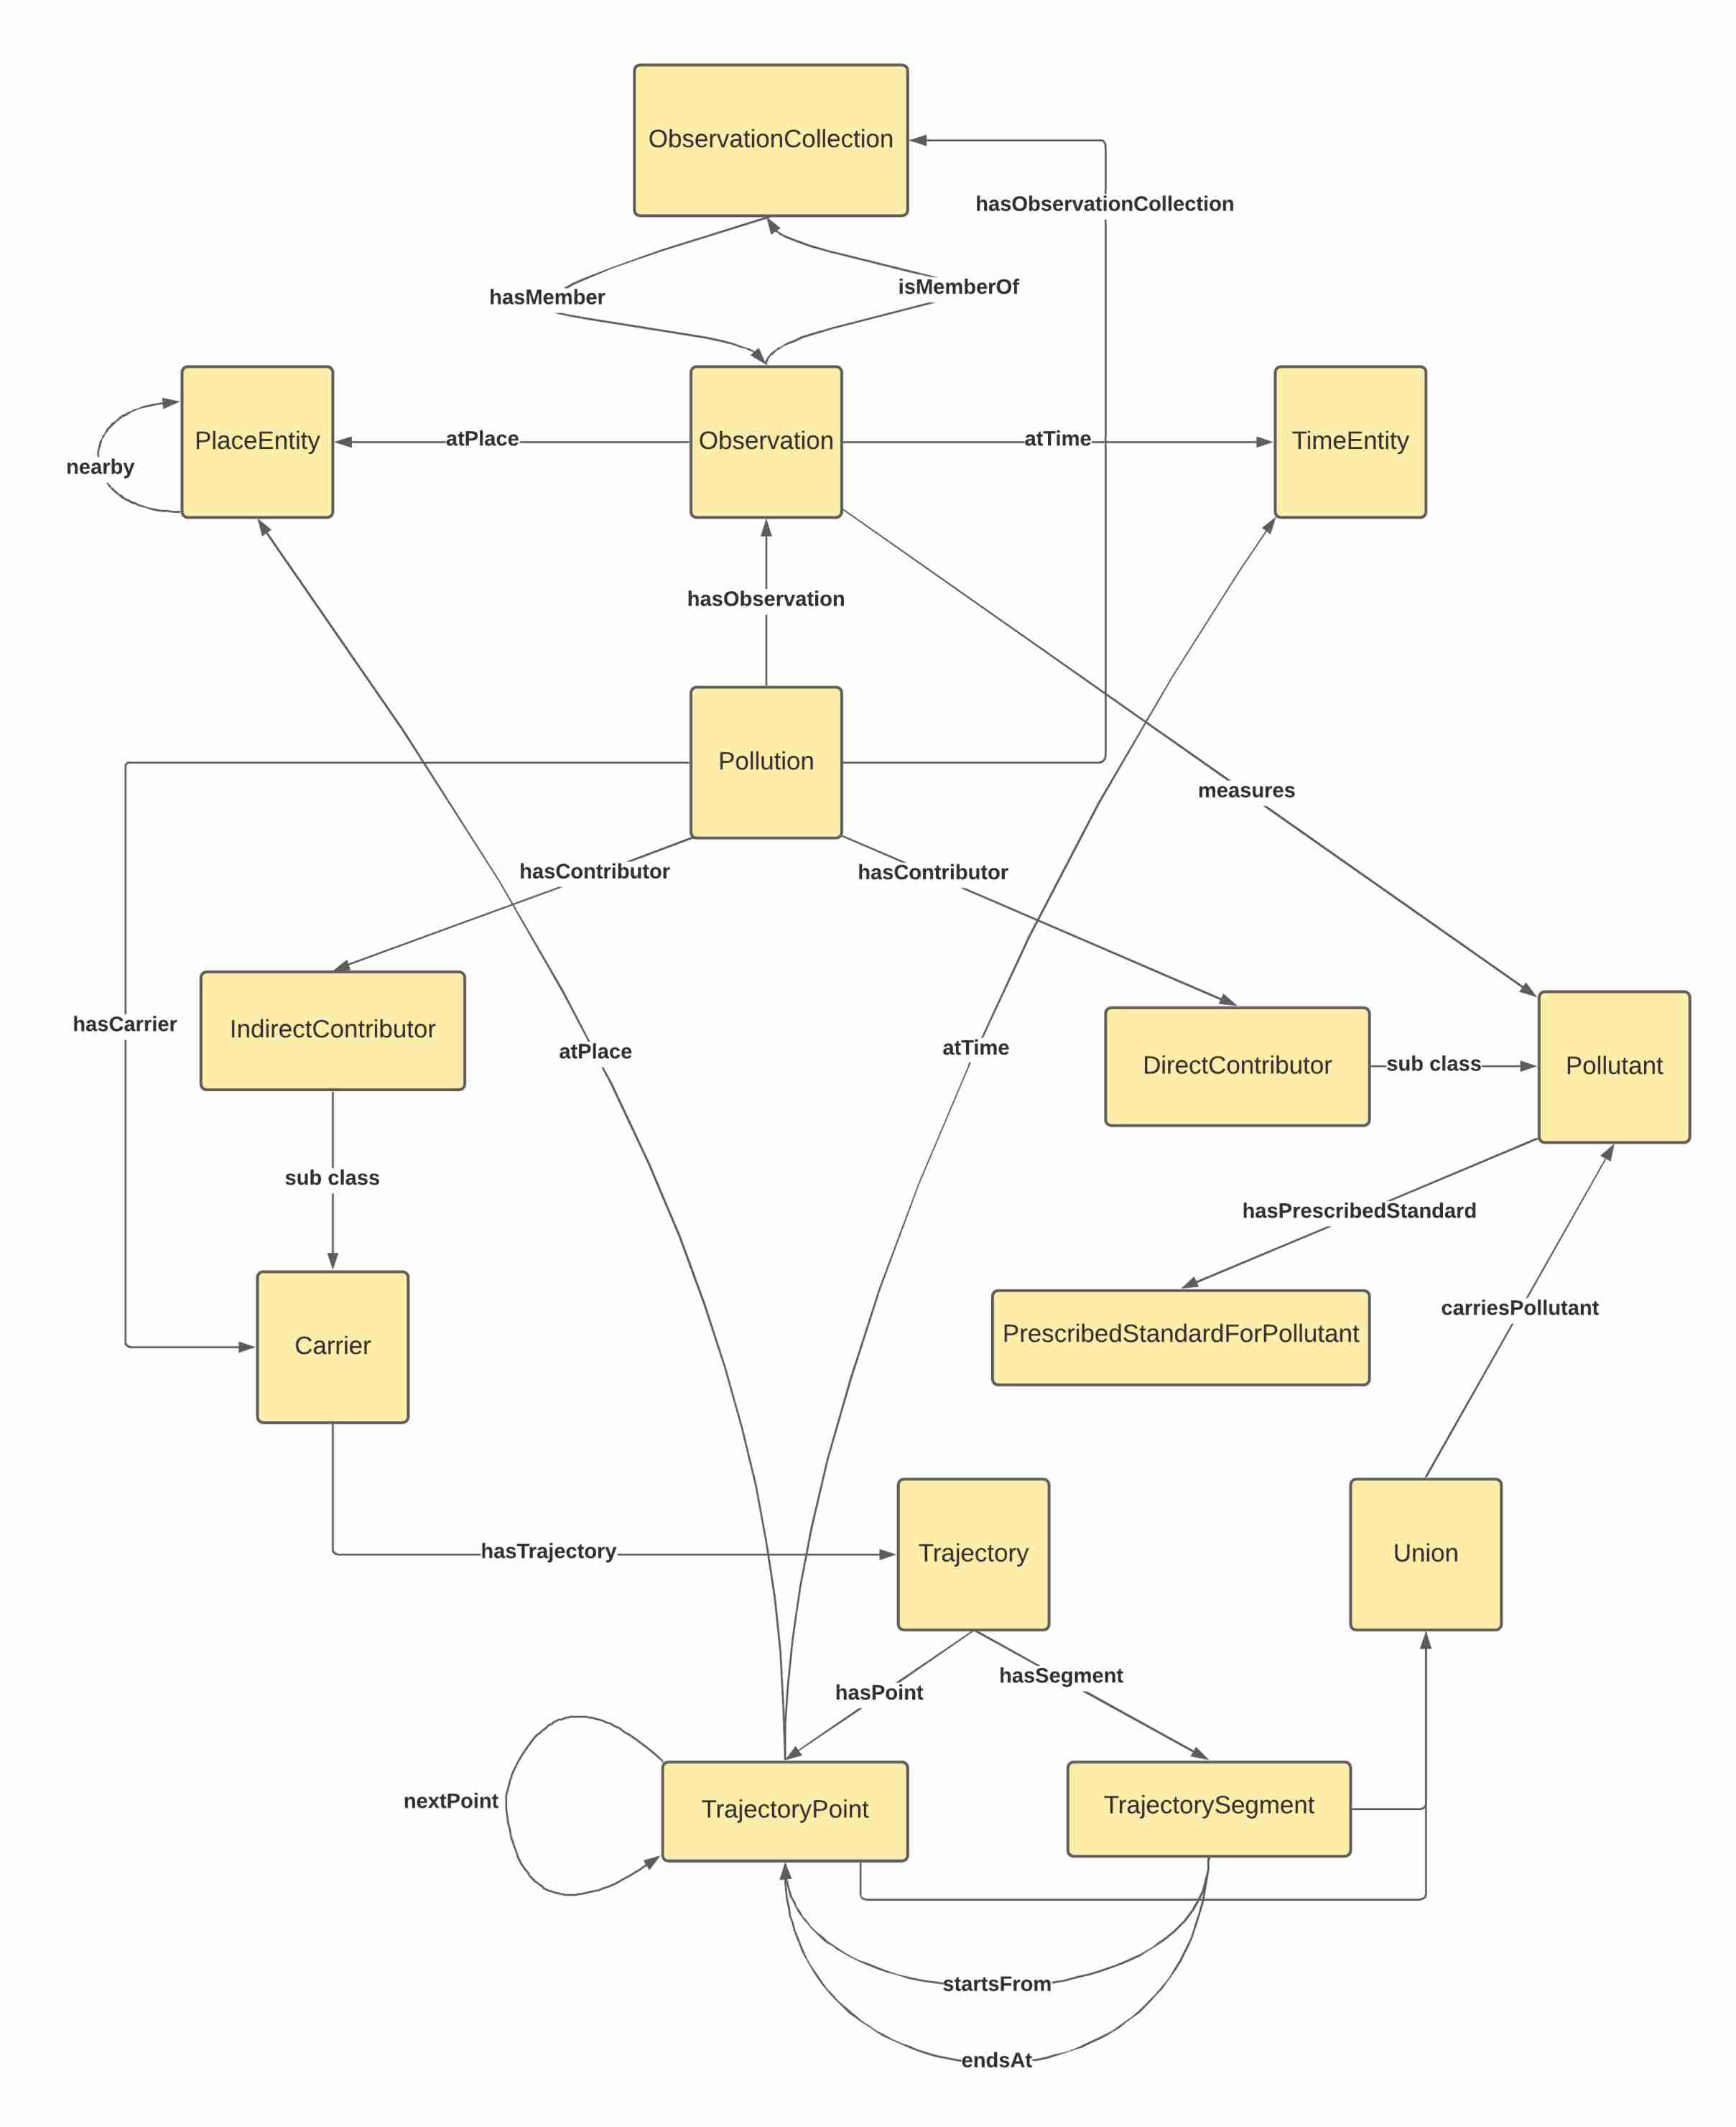 ObservationCollection
hasObservationCollection
isMemberOf
hasMember
PlaceEntity
atPlace
Observation
atTime
TimeEntity
nearby
hasObservation
Pollution
measures
hasContributor
hasContributor
hasCarrier
IndirectContributor
atPlace
atTime
DirectContributor
sub class
Pollutant
sub class
hasPrescribedStandard
carriesPollutant
PrescribedStandardForPollutant
Carrier
hasTrajectory
Trajectory
Union
hasSegment
hasPoint
nextPoint
TrajectoryPoint
TrajectorySegment
startsFrom
endsAt